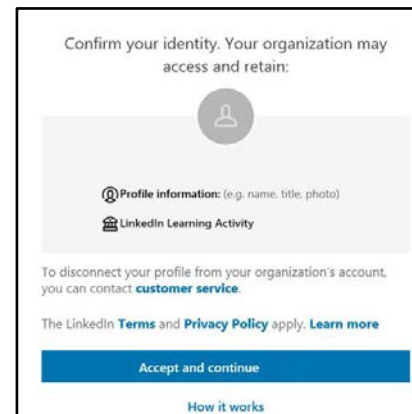 Confirm your identity. Your organization may
access and retain:
Profile information: (e.g. name, title, photo)
LinkedIn Learning Activity
To disconnect your profile from your organization's account,
you can contact customer service.
The LinkedIn Terms and Privacy Policy apply. Learn more
Accept and continue
How it works